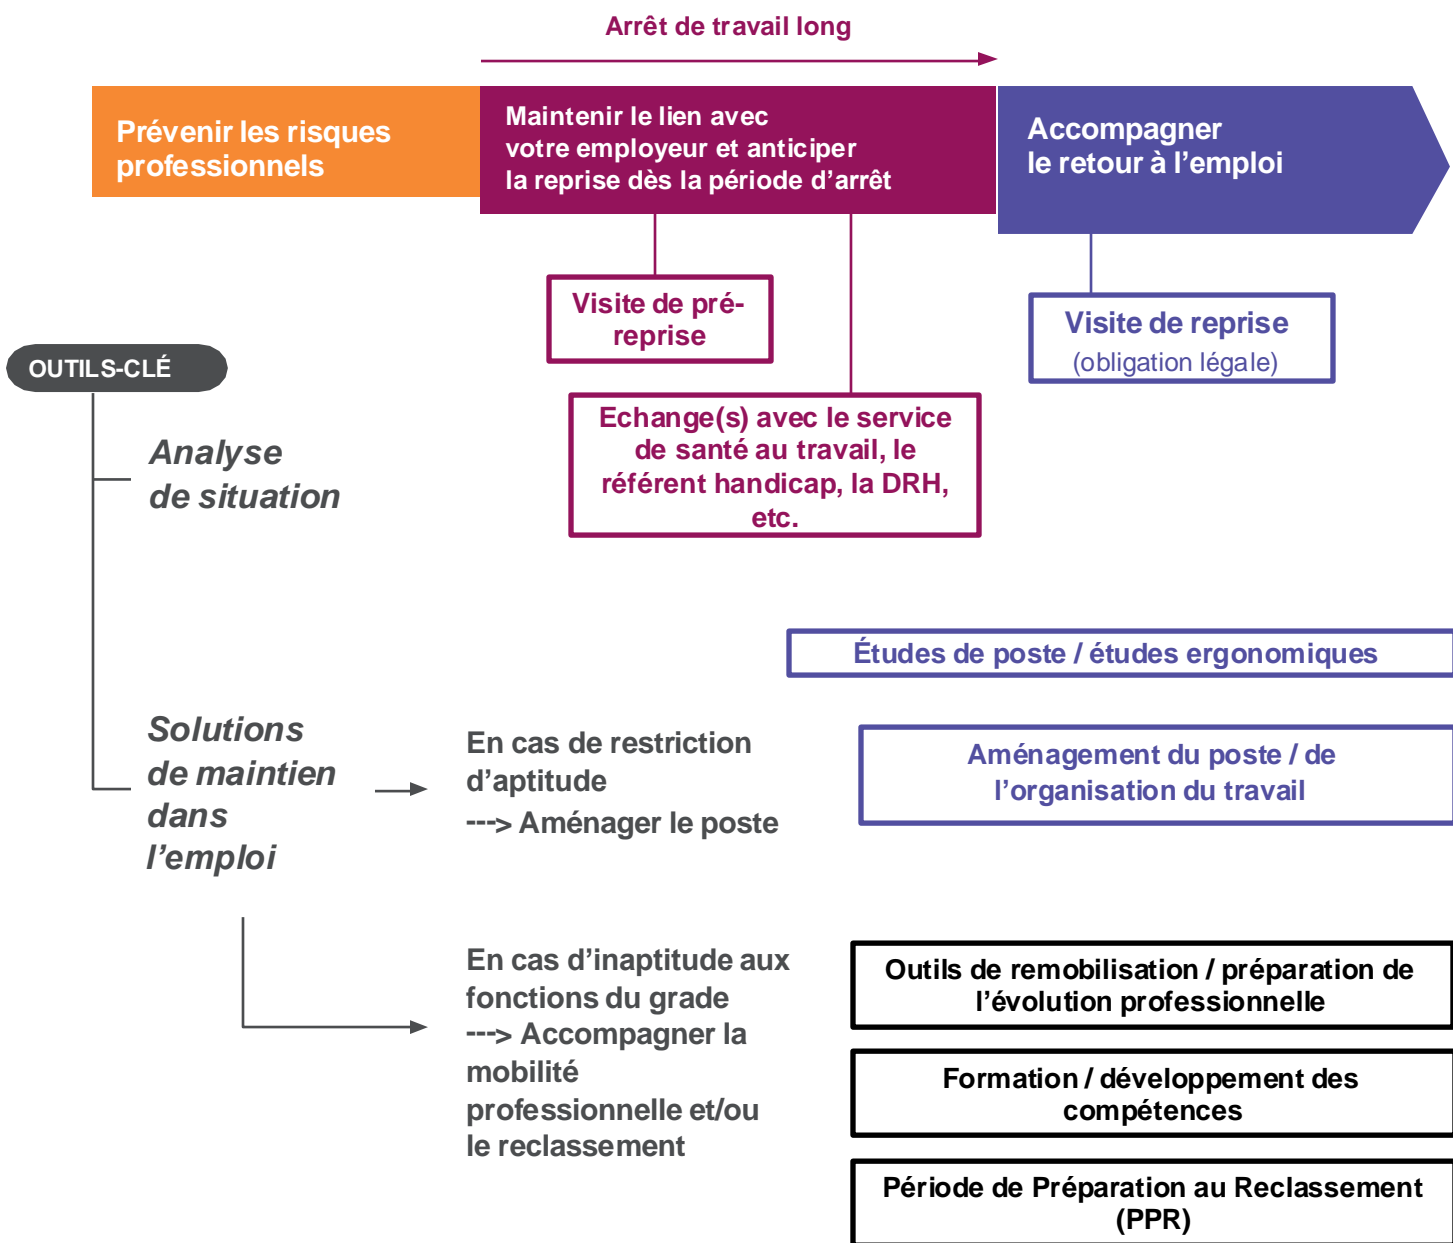 Arrêt de travail long
Prévenir les risques
professionnels
Maintenir le lien avec
votre employeur et anticiper
la reprise dès la période d'arrêt
Accompagner
le retour à l'emploi
Visite de pré-
reprise
Visite de reprise
(obligation légale)
OUTILS-CLÉ
Echange(s) avec le service
de santé au travail, le
référent handicap, la DRH,
etc.
Analyse
de situation
Études de poste / études ergonomiques
Solutions
de maintien
dans
l'emploi
En cas de restriction
d'aptitude
---> Aménager le poste
Aménagement du poste / de
l'organisation du travail
En cas d'inaptitude aux
fonctions du grade
---> Accompagner la
mobilité
professionnelle et/ou
le reclassement
Outils de remobilisation / préparation de
l'évolution professionnelle
Formation / développement des
compétences
Période de Préparation au Reclassement
(PPR)